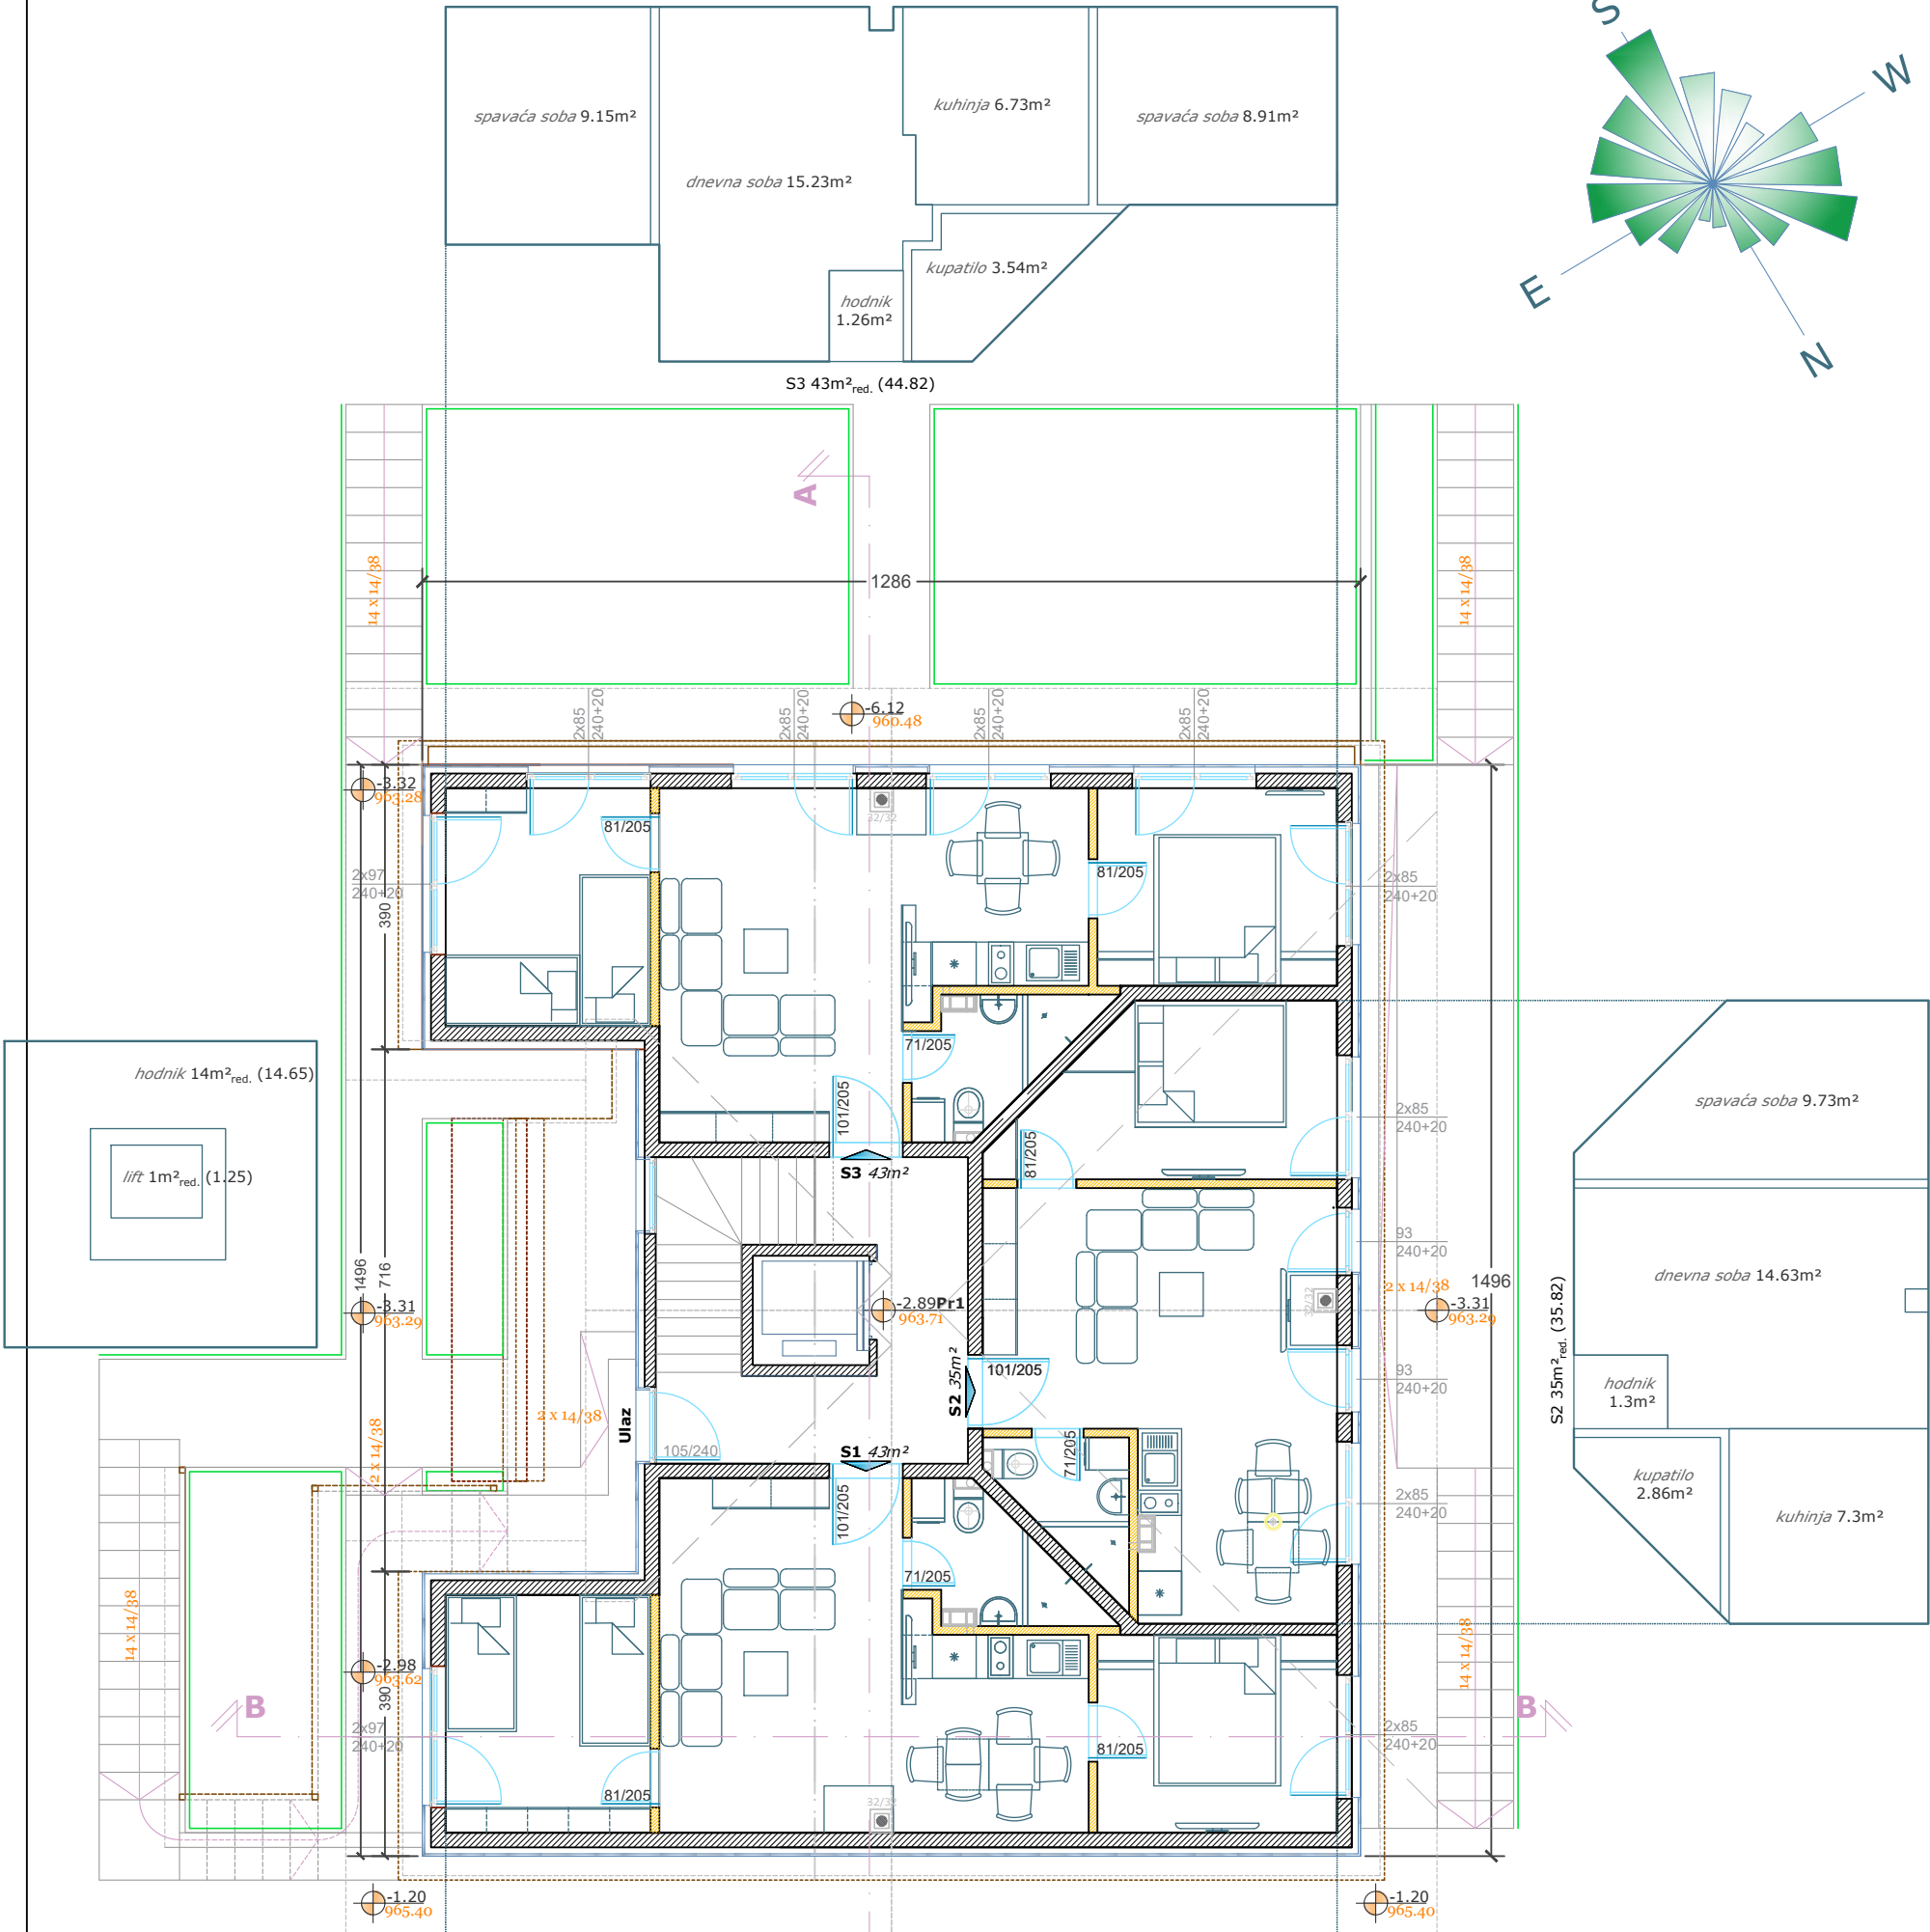 S
W
E
N
spavaća soba 9.15m²
dnevna soba 15.23m²
kuhinja 6.73m²
spavaća soba 8.91m²
kupatilo 3.54m²
hodnik
1.26m²
S3 43m²red. (44.82)
A
14 x 14/38
14 x 14/38
1286
2x85
240+20
2x85
240+20
2x85
240+20
2x85
240+20
-6.12
960.48
-3.32
963.28
81/205
32/32
81/205
2x97
240+20
390
2x85
240+20
71/205
101/205
hodnik 14m²red. (14.65)
lift 1m²red. (1.25)
spavaća soba 9.73m²
2x85
240+20
81/205
S3 43m²
93
240+20
dnevna soba 14.63m²
1496
716
-3.31
963.29
-2.89Pr1
963.71
32/32
2 x 14/38
1496
-3.31
963.29
S2 35m²red. (35.82)
S2 35m²
101/205
93
240+20
hodnik
1.3m²
2 x 14/38
2 x 14/38
Ulaz
105/240
S1 43m²
71/205
kupatilo
2.86m²
kuhinja 7.3m²
101/205
2x85
240+20
71/205
14 x 14/38
14 x 14/38
-2.98
963.62
390
B
B
2x97
240+20
2x85
240+20
81/205
81/205
32/32
-1.20
965.40
-1.20
965.40